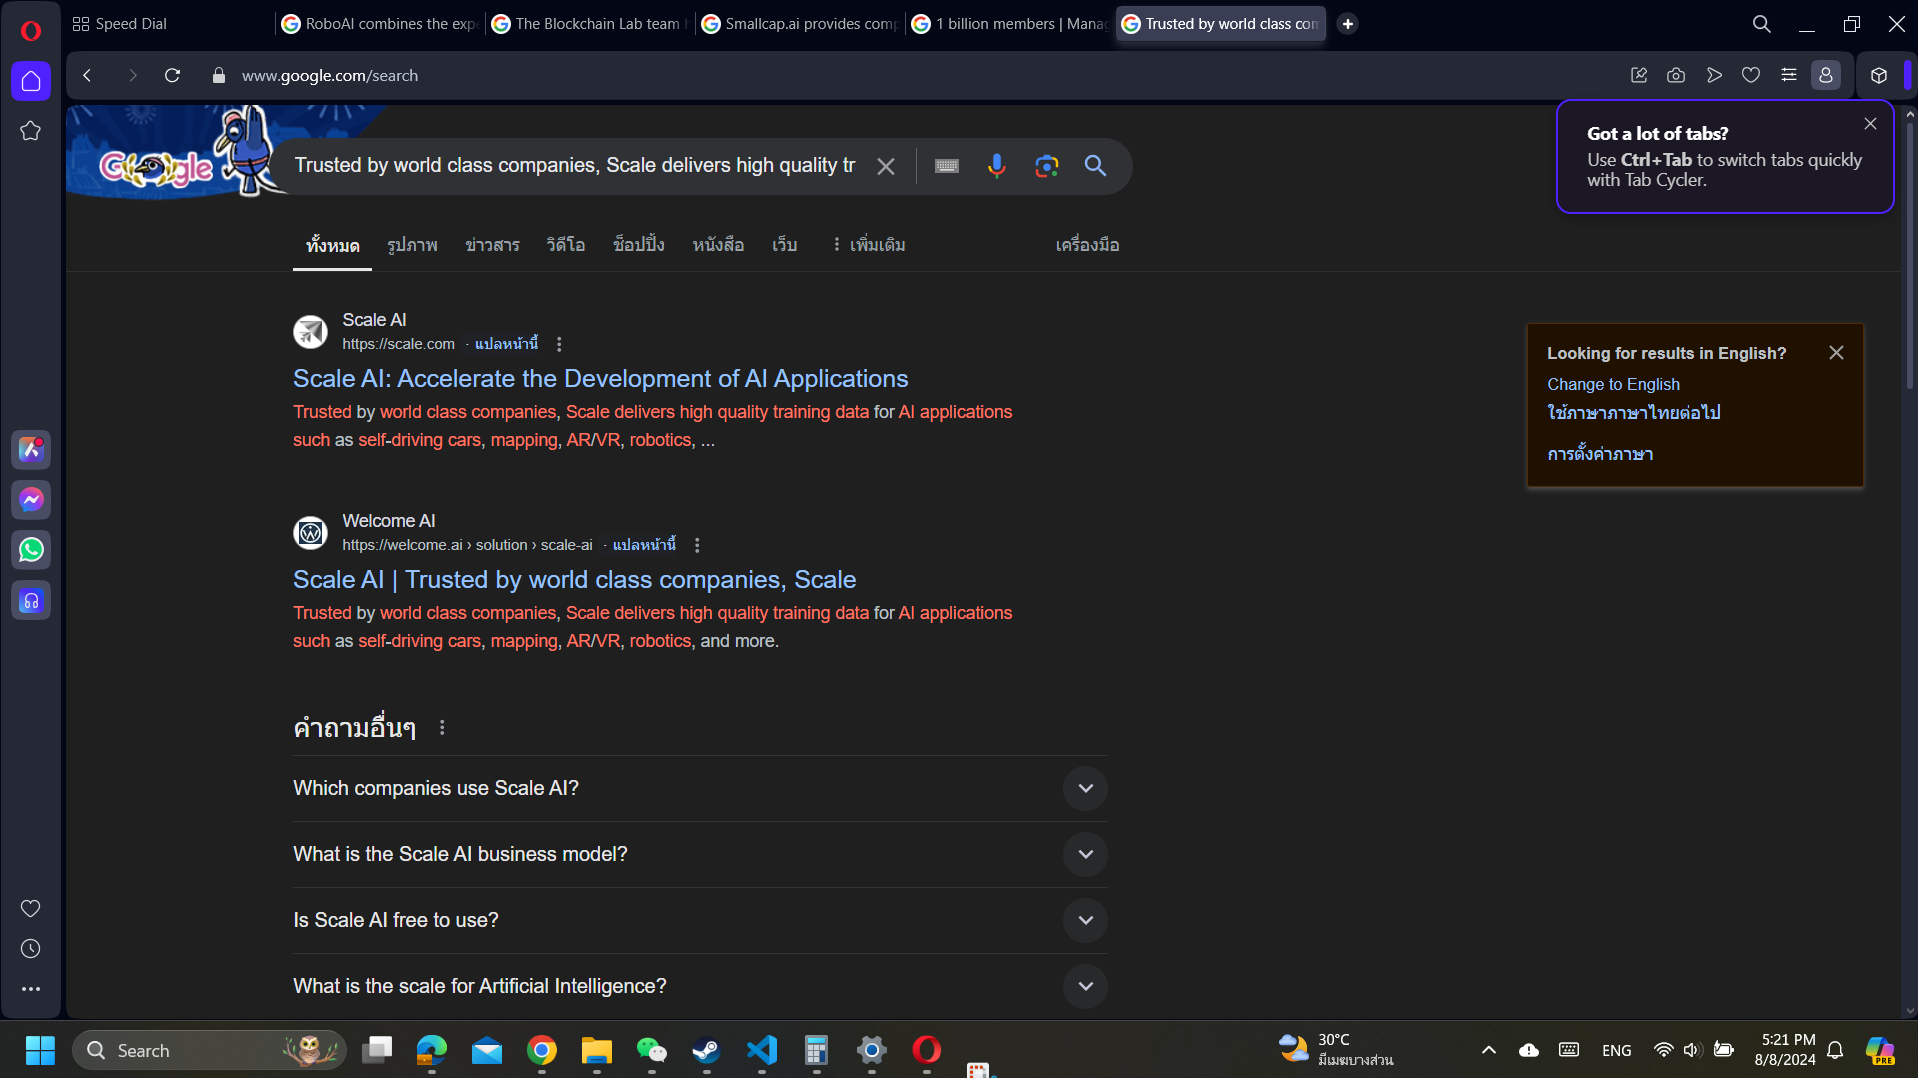 Speed Dial
RoboAI combines the exp
The Blockchain Lab team h
Smallcap.ai provides com
1 billion members | Mana
Trusted by world class con
www.google.com/search
Got a lot of tabs?
Use Ctrl+Tab to switch tabs quickly
with Tab Cycler.
Google
Trusted by world class companies, Scale delivers high quality tr
ทั้งหมด
รูปภาพ
ข่าวสาร
วิดีโอ
ช็อปปิ้ง
หนังสือ
เว็บ
เพิ่มเติม
เครื่องมือ
Scale AI
https://scale.com · แปลหน้านี้
Scale AI: Accelerate the Development of AI Applications
Trusted by world class companies, Scale delivers high quality training data for AI applications
such as self-driving cars, mapping, AR/VR, robotics, ...
Looking for results in English?
Change to English
ใช้ภาษาภาษาไทยต่อไป
การตั้งค่าภาษา
Welcome AI
https://welcome.ai › solution › scale-ai · แปลหน้านี้
Scale AI | Trusted by world class companies, Scale
Trusted by world class companies, Scale delivers high quality training data for AI applications
such as self-driving cars, mapping, AR/VR, robotics, and more.
คำถามอื่นๆ
Which companies use Scale AI?
What is the Scale AI business model?
Is Scale AI free to use?
What is the scale for Artificial Intelligence?
Search
30°C
มีเมฆบางส่วน
ENG
5:21 PM
8/8/2024
PRE